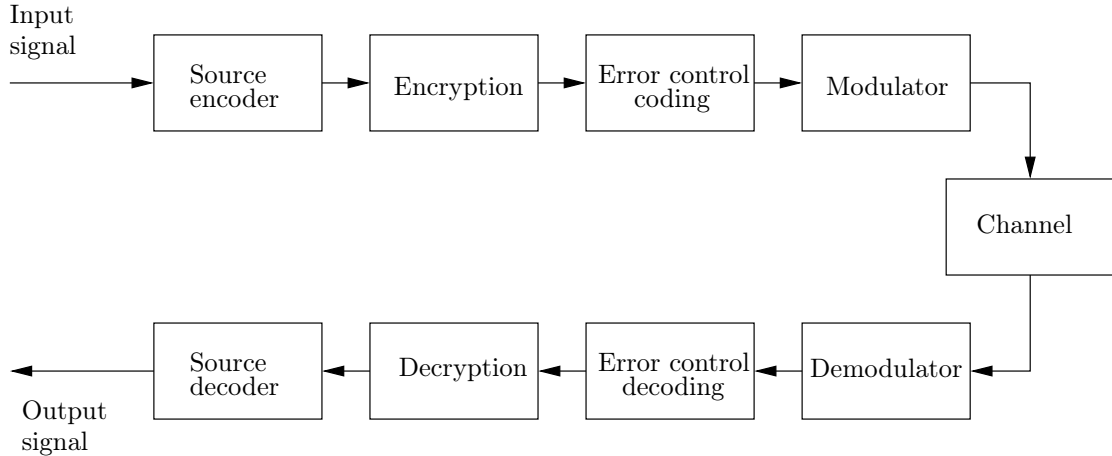 Input
signal
Source
encoder
Encryption
Error control
coding
Modulator
Channel
Demodulator
Error control
decoding
Decryption
Source
decoder
Output
signal